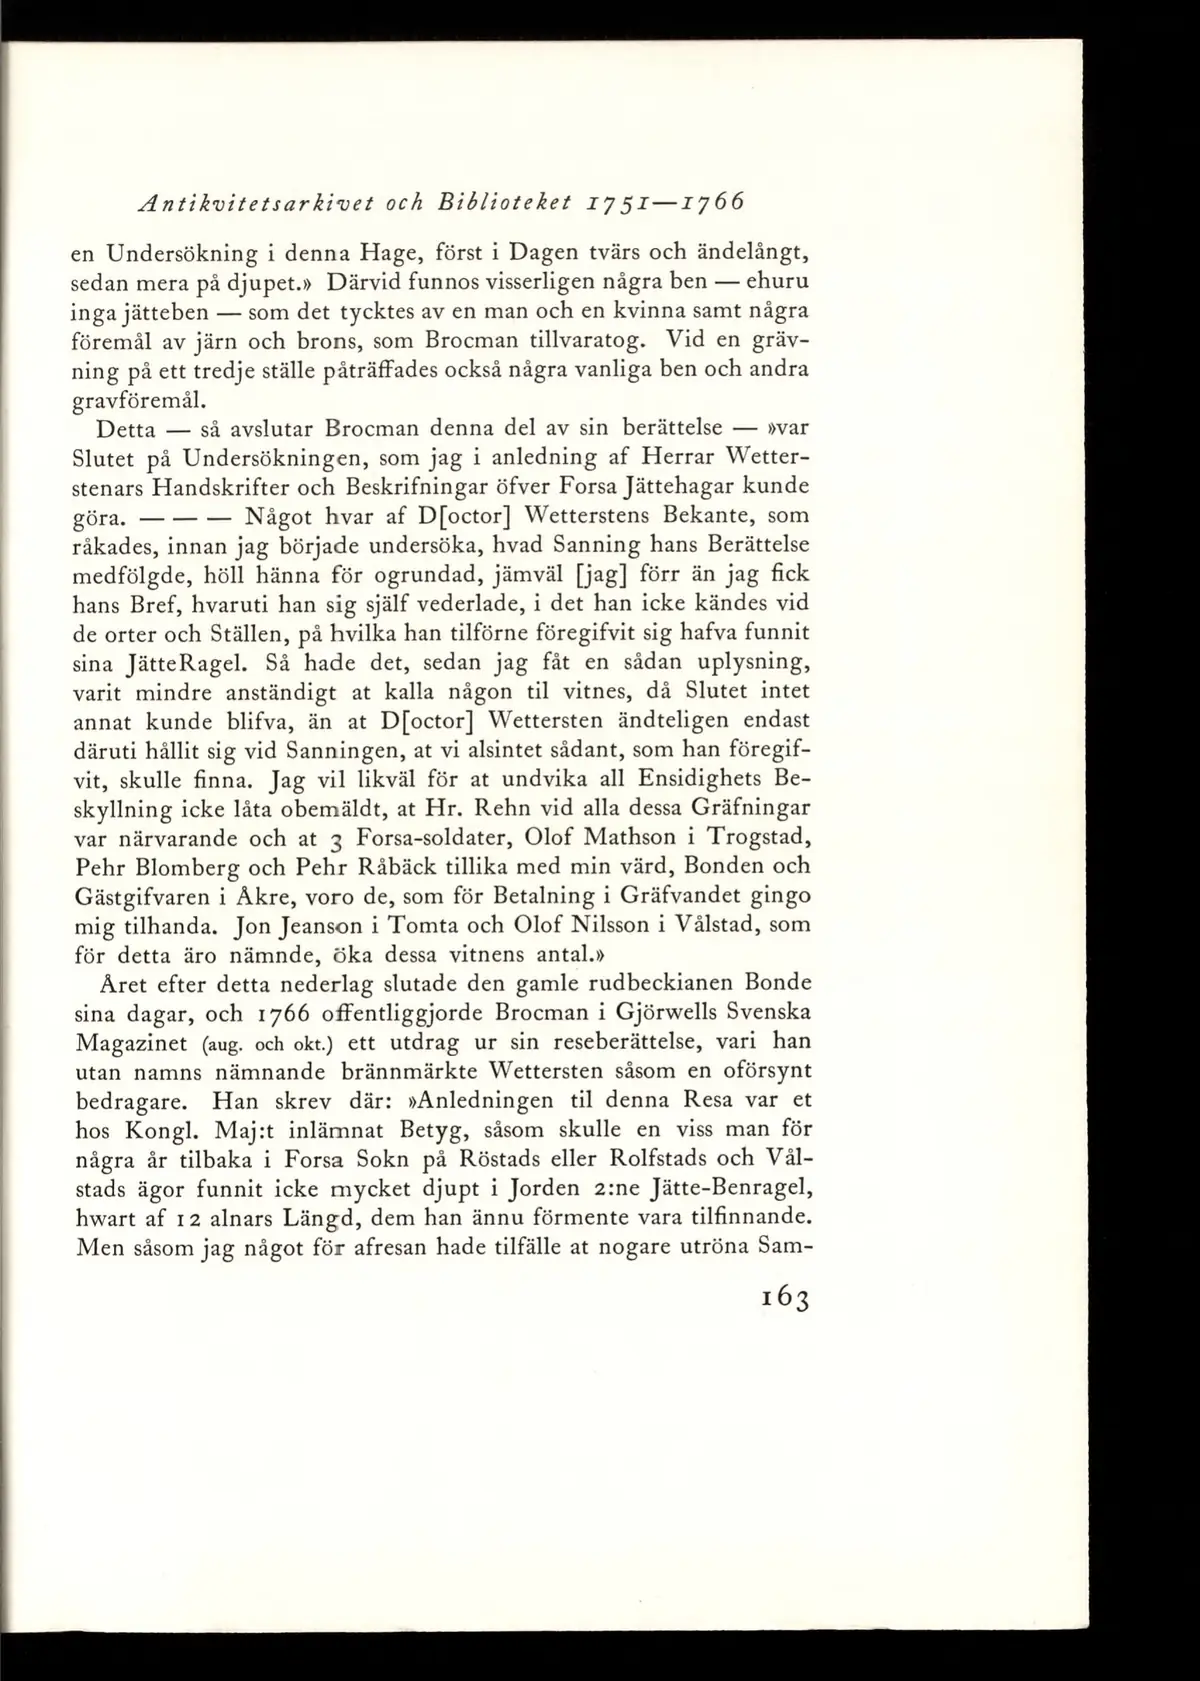 Antikvitetsarkivet och Biblioteket 1751—1766
en Undersökning i denna Hage, först i Dagen tvärs och ändelångt,
sedan mera på djupet.» Därvid funnos visserligen några ben — ehuru
inga jätteben — som det tycktes av en man och en kvinna samt några
föremål av järn och brons, som Brocman tillvaratog. Vid en gräv-
ning på ett tredje ställe påträffades också några vanliga ben och andra
gravföremål.
Detta — så avslutar Brocman denna del av sin berättelse — »var
Slutet på Undersökningen, som jag i anledning af Herrar Wetter-
stenars Handskrifter och Beskrifningar öfver Forsa Jättehagar kunde
göra. — — — Något hvar af D[octor] Wetterstens Bekante, som
råkades, innan jag började undersöka, hvad Sanning hans Berättelse
medfölgde, höll hänna för ogrundad, jämväl [jag] förr än jag fick
hans Bref, hvaruti han sig själf vederlade, i det han icke kändes vid
de orter och Ställen, på hvilka han tilförne föregifvit sig hafva funnit
sina JätteRagel. Så hade det, sedan jag fåt en sådan uplysning,
varit mindre anständigt at kalla någon til vitnes, då Slutet intet
annat kunde blifva, än at D[octor] Wettersten ändteligen endast
däruti hållit sig vid Sanningen, at vi alsintet sådant, som han föregif-
vit, skulle finna. Jag vil likväl för at undvika all Ensidighets Be-
skyllning icke låta obemäldt, at Hr. Rehn vid alla dessa Gräfningar
var närvarande och at 3 Forsa-soldater, Olof Mathson i Trogstad,
Pehr Blomberg och Pehr Råbäck tillika med min värd, Bonden och
Gästgifvaren i Åkre, voro de, som för Betalning i Gräfvandet gingo
mig tilhanda. Jon Jeanson i Tomta och Olof Nilsson i Vålstad, som
för detta äro nämnde, öka dessa vitnens antal.»
Året efter detta nederlag slutade den gamle rudbeckianen Bonde
sina dagar, och 1766 offentliggjorde Brocman i Gjörwells Svenska
Magazinet (aug. och okt.) ett utdrag ur sin reseberättelse, vari han
utan namns nämnande brännmärkte Wettersten såsom en oförsynt
bedragare. Han skrev där: »Anledningen til denna Resa var et
hos Kongl. Maj:t inlämnat Betyg, såsom skulle en viss man för
några år tilbaka i Forsa Sokn på Röstads eller Rolfstads och Vål-
stads ägor funnit icke mycket djupt i Jorden 2:ne Jätte-Benragel,
hwart af 12 alnars Längd, dem han ännu förmente vara tilfinnande.
Men såsom jag något för afresan hade tilfälle at nogare utröna Sam-
163